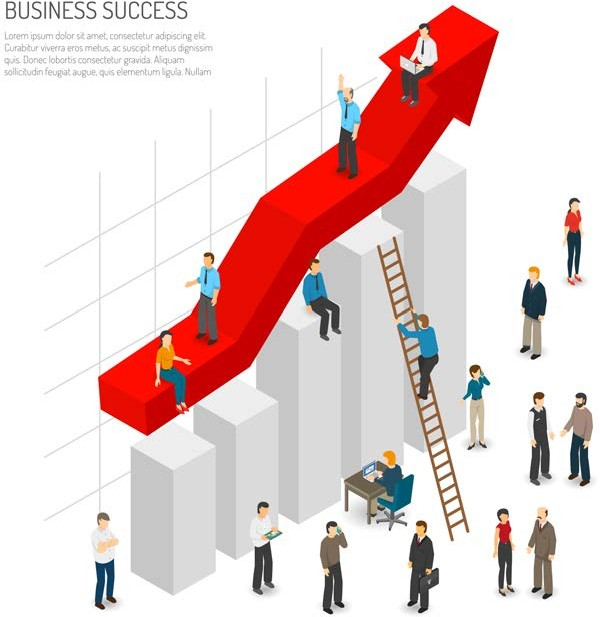 BUSINESS SUCCESS
Lorem ipsum dolor sit amet, consectetur adipiscing elit.
Curabitur viverra eros metus, ac suscipit metus dignissim
quis. Donec lobortis consectetur gravida. Aliquam
sollicitudin feugiat augue, quis elementum ligula. Nullam